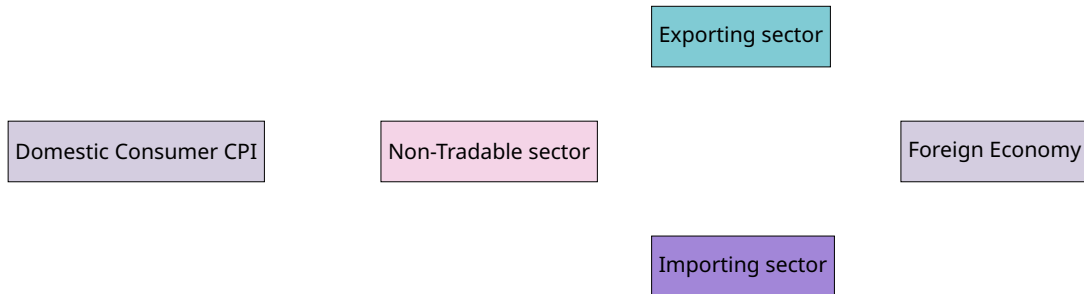 Exporting sector
Domestic Consumer CPI
Non-Tradable sector
Foreign Economy
Importing sector